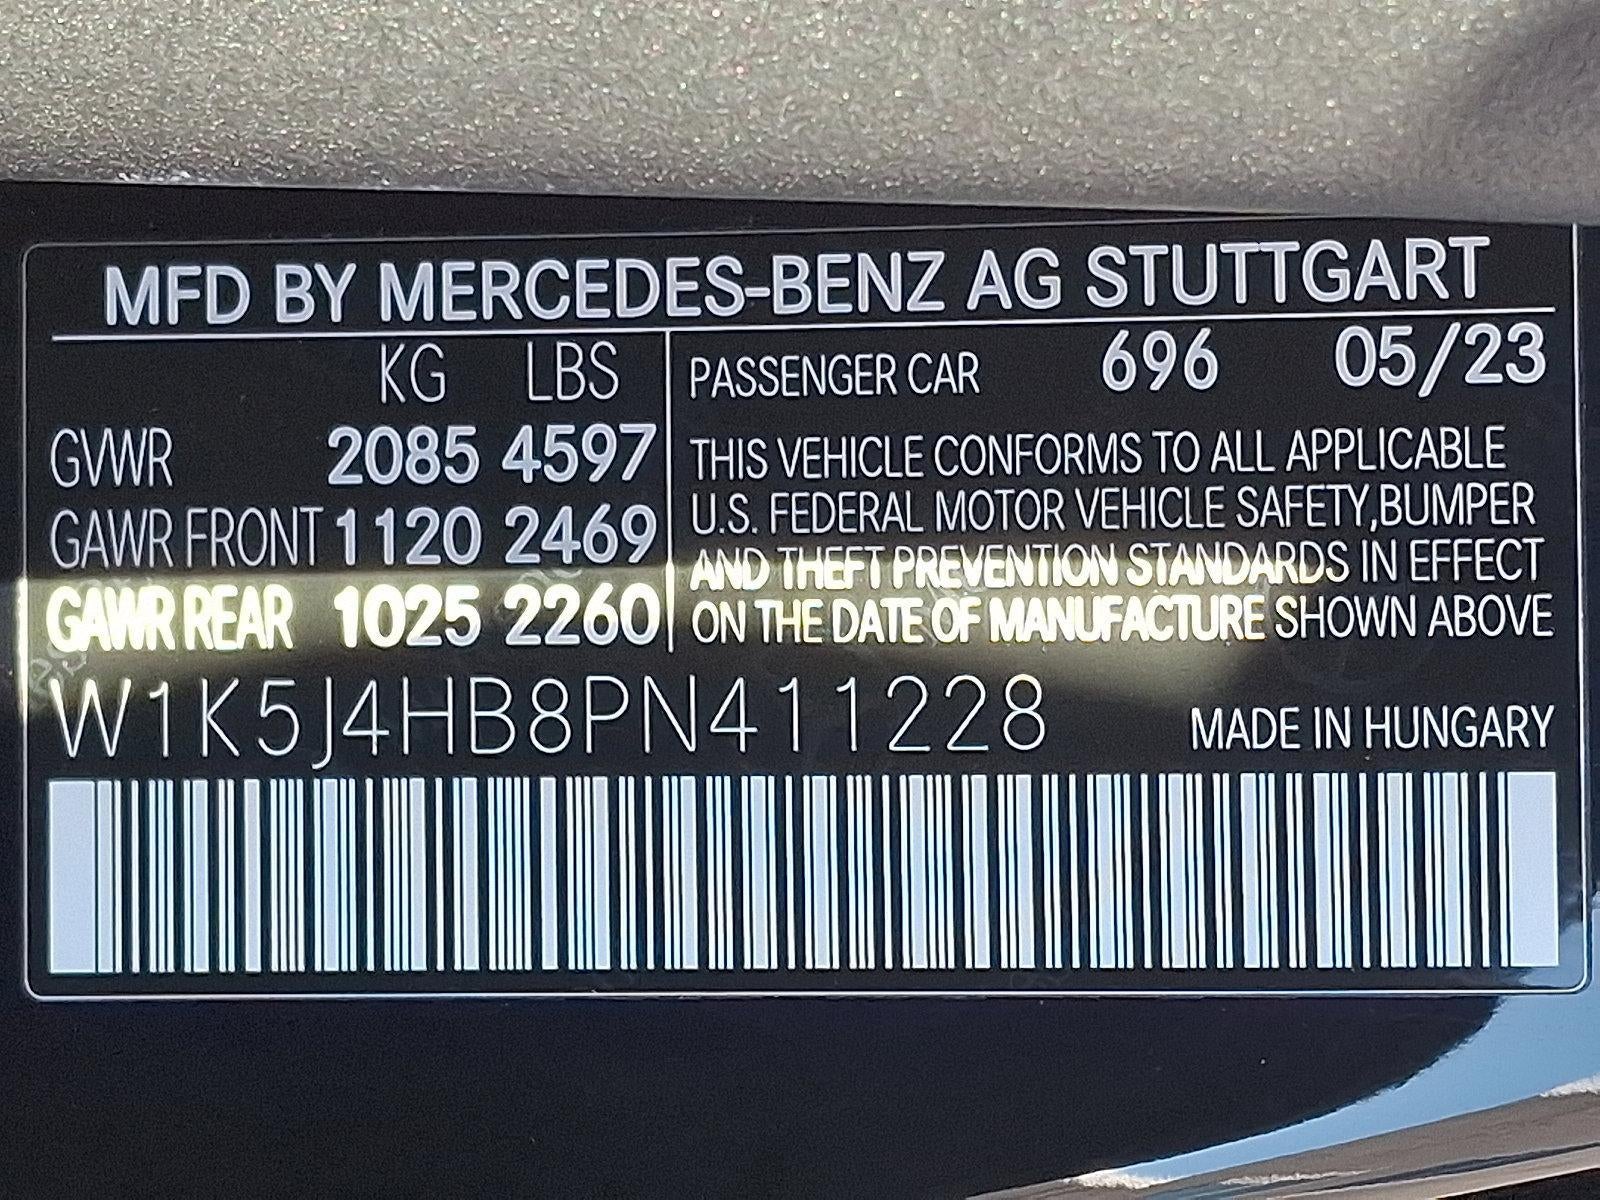 MFD BY MERCEDES-BENZ AG STUTTGART
KG LBS
GVWR 2085 4597
GAWR FRONT 1120 2469
GAWR REAR 1025 2260
PASSENGER CAR 696 05/23
THIS VEHICLE CONFORMS TO ALL APPLICABLE
U.S. FEDERAL MOTOR VEHICLE SAFETY,BUMPER
AND THEFT PREVENTION STANDARDS IN EFFECT
ON THE DATE OF MANUFACTURE SHOWN ABOVE
W1K5J4HB8PN411228
MADE IN HUNGARY